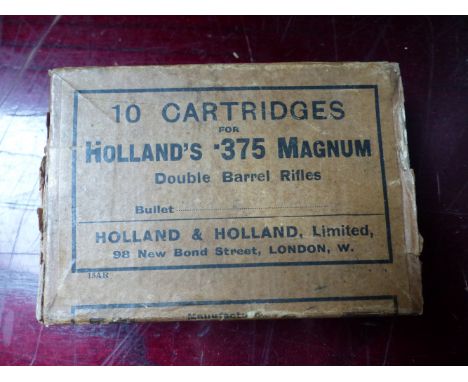 10 CARTRIDGES
FOR
HOLLAND'S ·375 MAGNUM
Double Barrel Rifles
Bullet
HOLLAND & HOLLAND, Limited,
98 New Bond Street, LONDON, W.